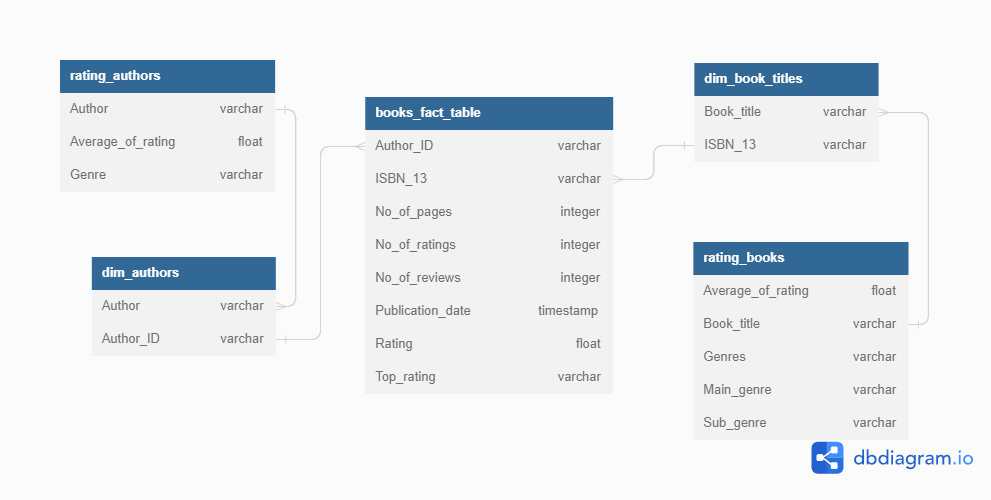 rating_authors
Author varchar
Average_of_rating float
Genre varchar
dim_authors
Author varchar
Author_ID varchar
books_fact_table
Author_ID varchar
ISBN_13 varchar
No_of_pages integer
No_of_ratings integer
No_of_reviews integer
Publication_date timestamp
Rating float
Top_rating varchar
dim_book_titles
Book_title varchar
ISBN_13 varchar
rating_books
Average_of_rating float
Book_title varchar
Genres varchar
Main_genre varchar
Sub_genre varchar
dbdiagram.io